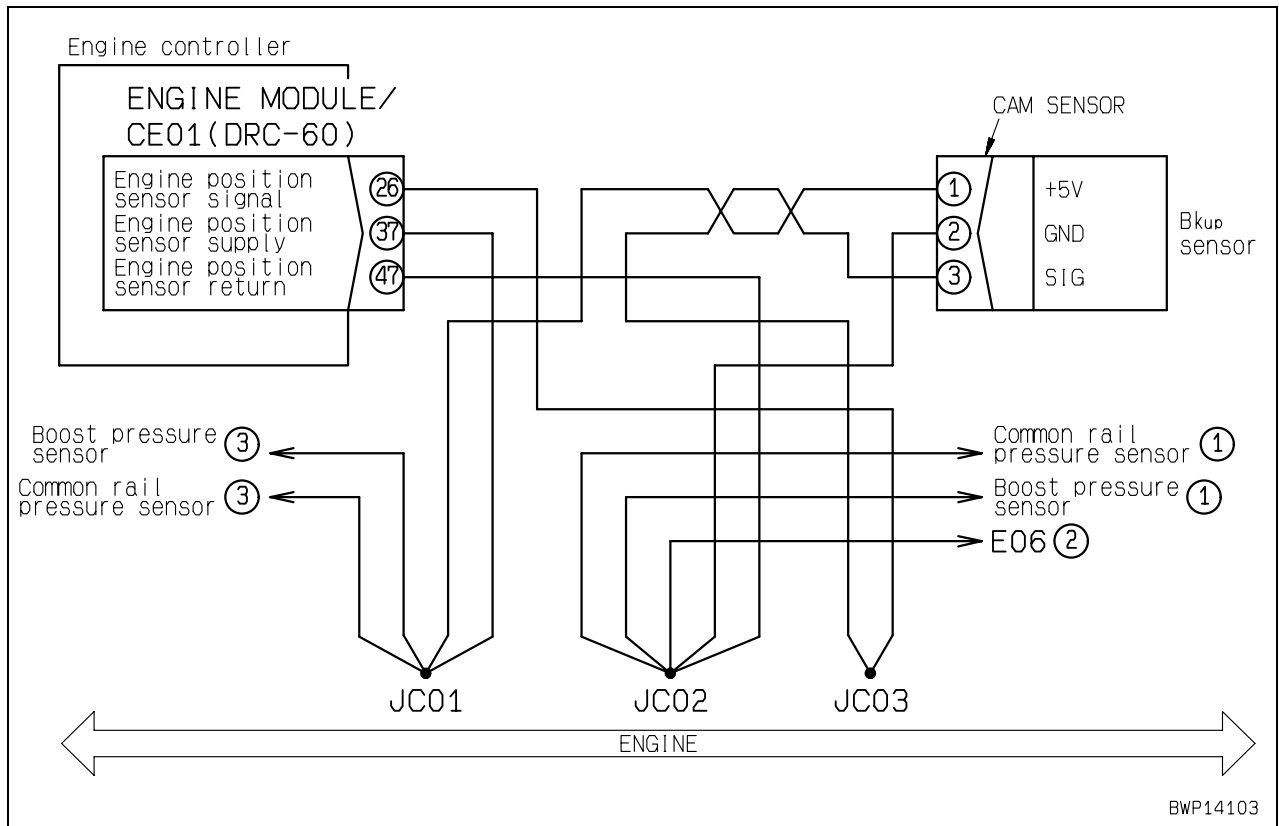 Engine controller
ENGINE MODULE/
CE01(DRC-60)
Engine position
sensor signal
26
Engine position
sensor supply
37
Engine position
sensor return
47
CAM SENSOR
1
+5V
2
GND
3
SIG
Bkup
sensor
Boost pressure
sensor
3
Common rail
pressure sensor
3
Common rail
pressure sensor
1
Boost pressure
sensor
1
E06
2
JC01
JC02
JC03
ENGINE
BWP14103